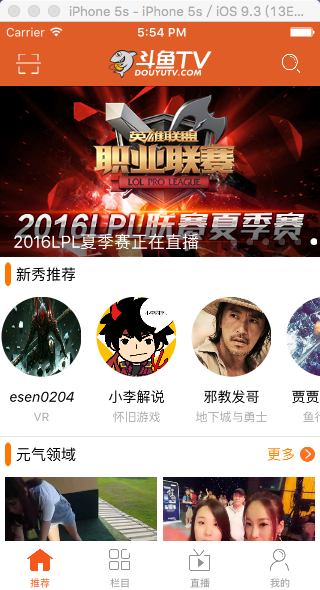 iPhone 5s - iPhone 5s / iOS 9.3 (13E...
Carrier 5:54 PM
斗鱼TV
DOUYUTV.COM
英雄联盟
职业联赛
LOL PRO LEAGUE
2016LPL职业联赛夏季赛
2016LPL夏季赛正在直播
新秀推荐
esen0204 小李解说 邪教发哥 贾贾
VR 怀旧游戏 地下城与勇士 鱼
元气领域 更多
推荐 栏目 直播 我的